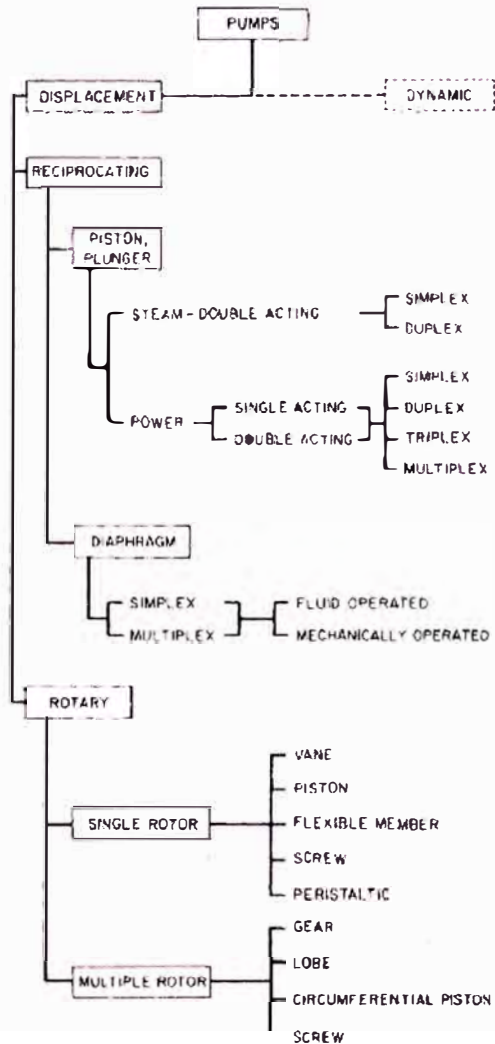 PUMPS
DISPLACEMENT
DYNAMIC
RECIPROCATING
PISTON,
PLUNGER
STEAM - DOUBLE ACTING
SIMPLEX
DUPLEX
POWER
SINGLE ACTING
DOUBLE ACTING
SIMPLEX
DUPLEX
TRIPLEX
MULTIPLEX
DIAPHRAGM
SIMPLEX
MULTIPLEX
FLUID OPERATED
MECHANICALLY OPERATED
ROTARY
SINGLE ROTOR
VANE
PISTON
FLEXIBLE MEMBER
SCREW
PERISTALTIC
MULTIPLE ROTOR
GEAR
LOBE
CIRCUMFERENTIAL PISTON
SCREW